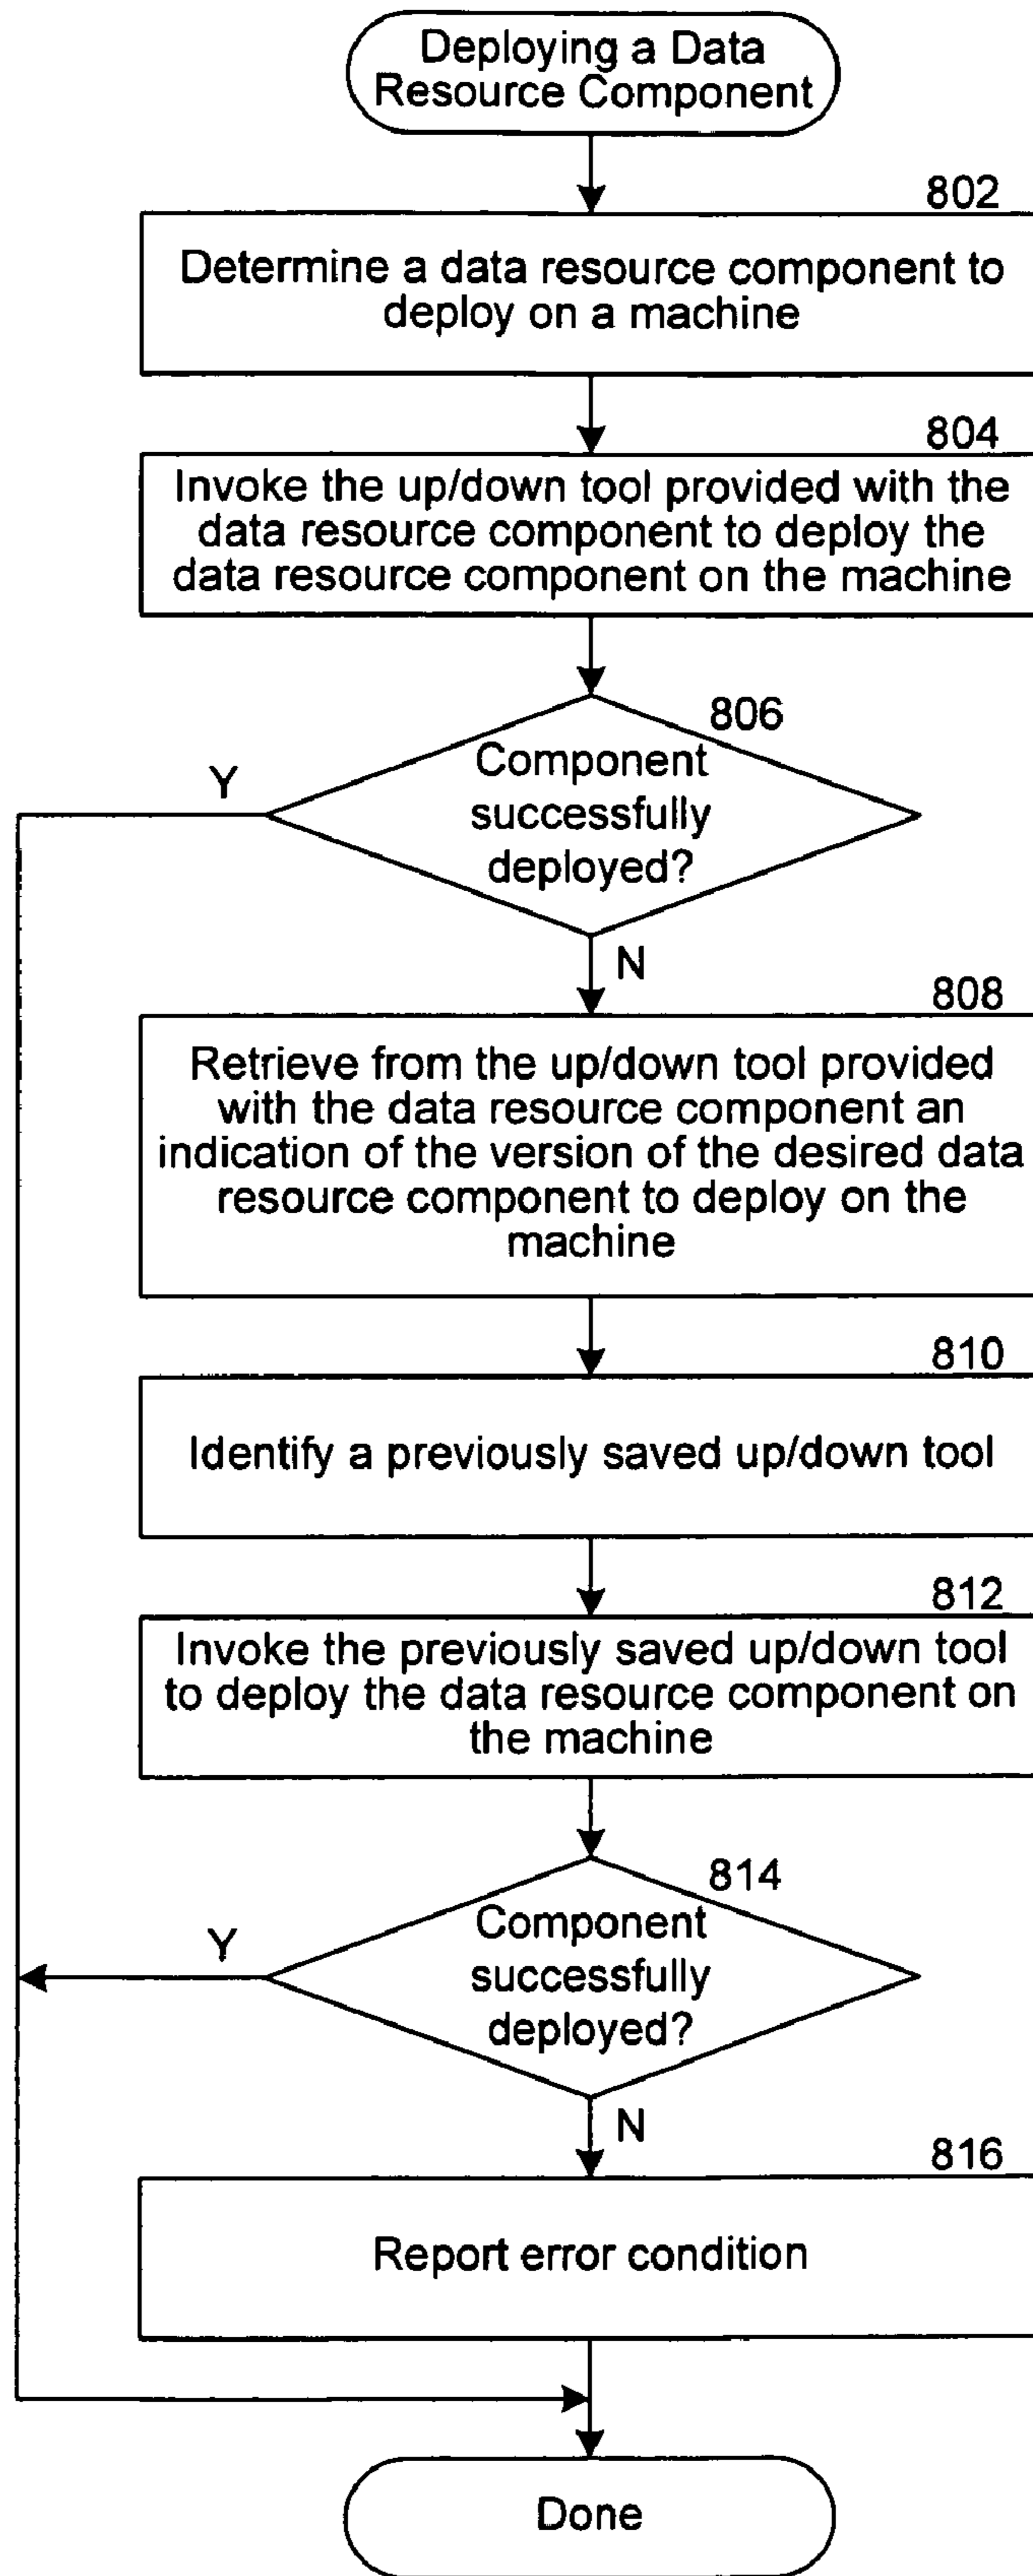 Deploying a Data
Resource Component
802
Determine a data resource component to
deploy on a machine
804
Invoke the up/down tool provided with the
data resource component to deploy the
data resource component on the machine
806
Component
successfully
deployed?
Y
N
808
Retrieve from the up/down tool provided
with the data resource component an
indication of the version of the desired data
resource component to deploy on the
machine
810
Identify a previously saved up/down tool
812
Invoke the previously saved up/down tool
to deploy the data resource component on
the machine
814
Component
successfully
deployed?
Y
N
816
Report error condition
Done